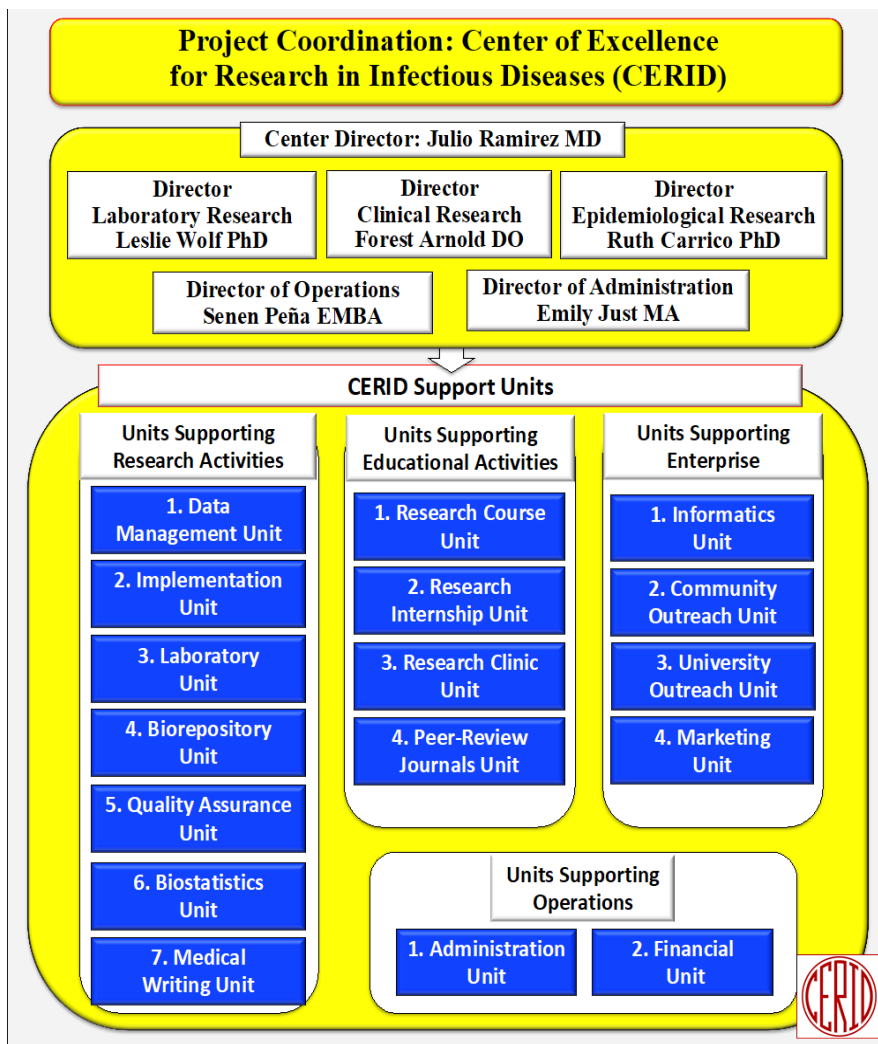 Project Coordination: Center of Excellence
for Research in Infectious Diseases (CERID)
Center Director: Julio Ramirez MD
Director
Laboratory Research
Leslie Wolf PhD
Director
Clinical Research
Forest Arnold DO
Director
Epidemiological Research
Ruth Carrico PhD
Director of Operations
Senen Peña EMBA
Director of Administration
Emily Just MA
CERID Support Units
Units Supporting
Research Activities
1. Data
Management Unit
2. Implementation
Unit
3. Laboratory
Unit
4. Biorepository
Unit
5. Quality Assurance
Unit
6. Biostatistics
Unit
7. Medical
Writing Unit
Units Supporting
Educational Activities
1. Research Course
Unit
2. Research
Internship Unit
3. Research Clinic
Unit
4. Peer-Review
Journals Unit
Units Supporting
Enterprise
1. Informatics
Unit
2. Community
Outreach Unit
3. University
Outreach Unit
4. Marketing
Unit
Units Supporting
Operations
1. Administration
Unit
2. Financial
Unit
CERID